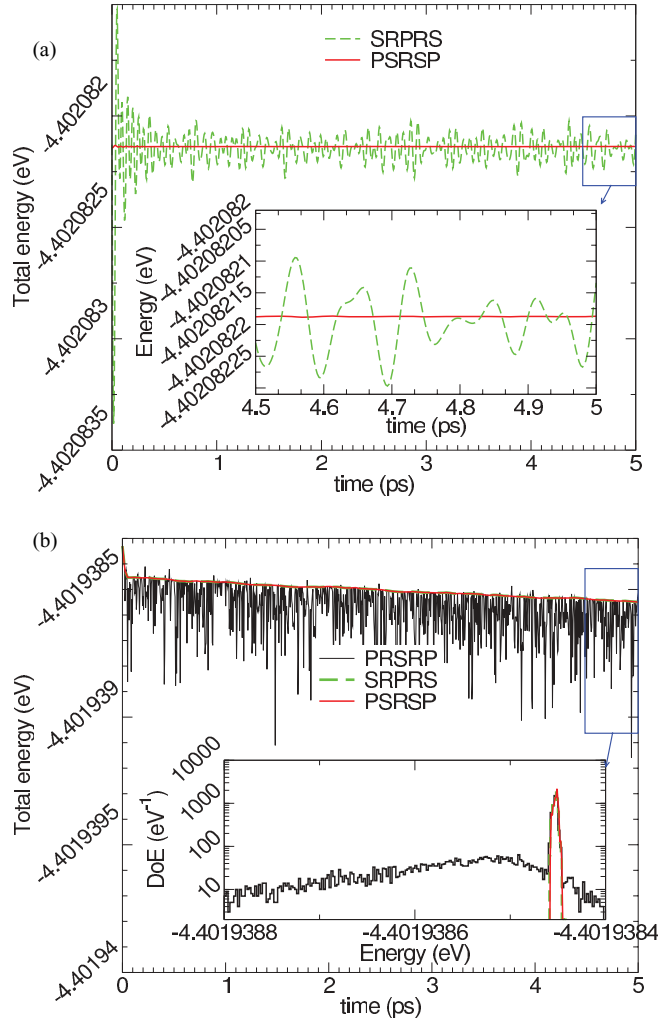 (a)
SRPRS
PSRSP
-4.402082
-4.4020825
-4.402083
-4.4020835
Total energy (eV)
-4.402082
-4.40208205
-4.4020821
-4.40208215
-4.4020822
-4.40208225
Energy (eV)
4.5 4.6 4.7 4.8 4.9 5
time (ps)
0 1 2 3 4 5
time (ps)
(b)
-4.4019385
-4.401939
-4.4019395
-4.40194
Total energy (eV)
PRSRP
SRPRS
PSRSP
10000
1000
100
10
DoE (eV⁻¹)
-4.4019388 -4.4019386 -4.4019384
Energy (eV)
0 1 2 3 4 5
time (ps)